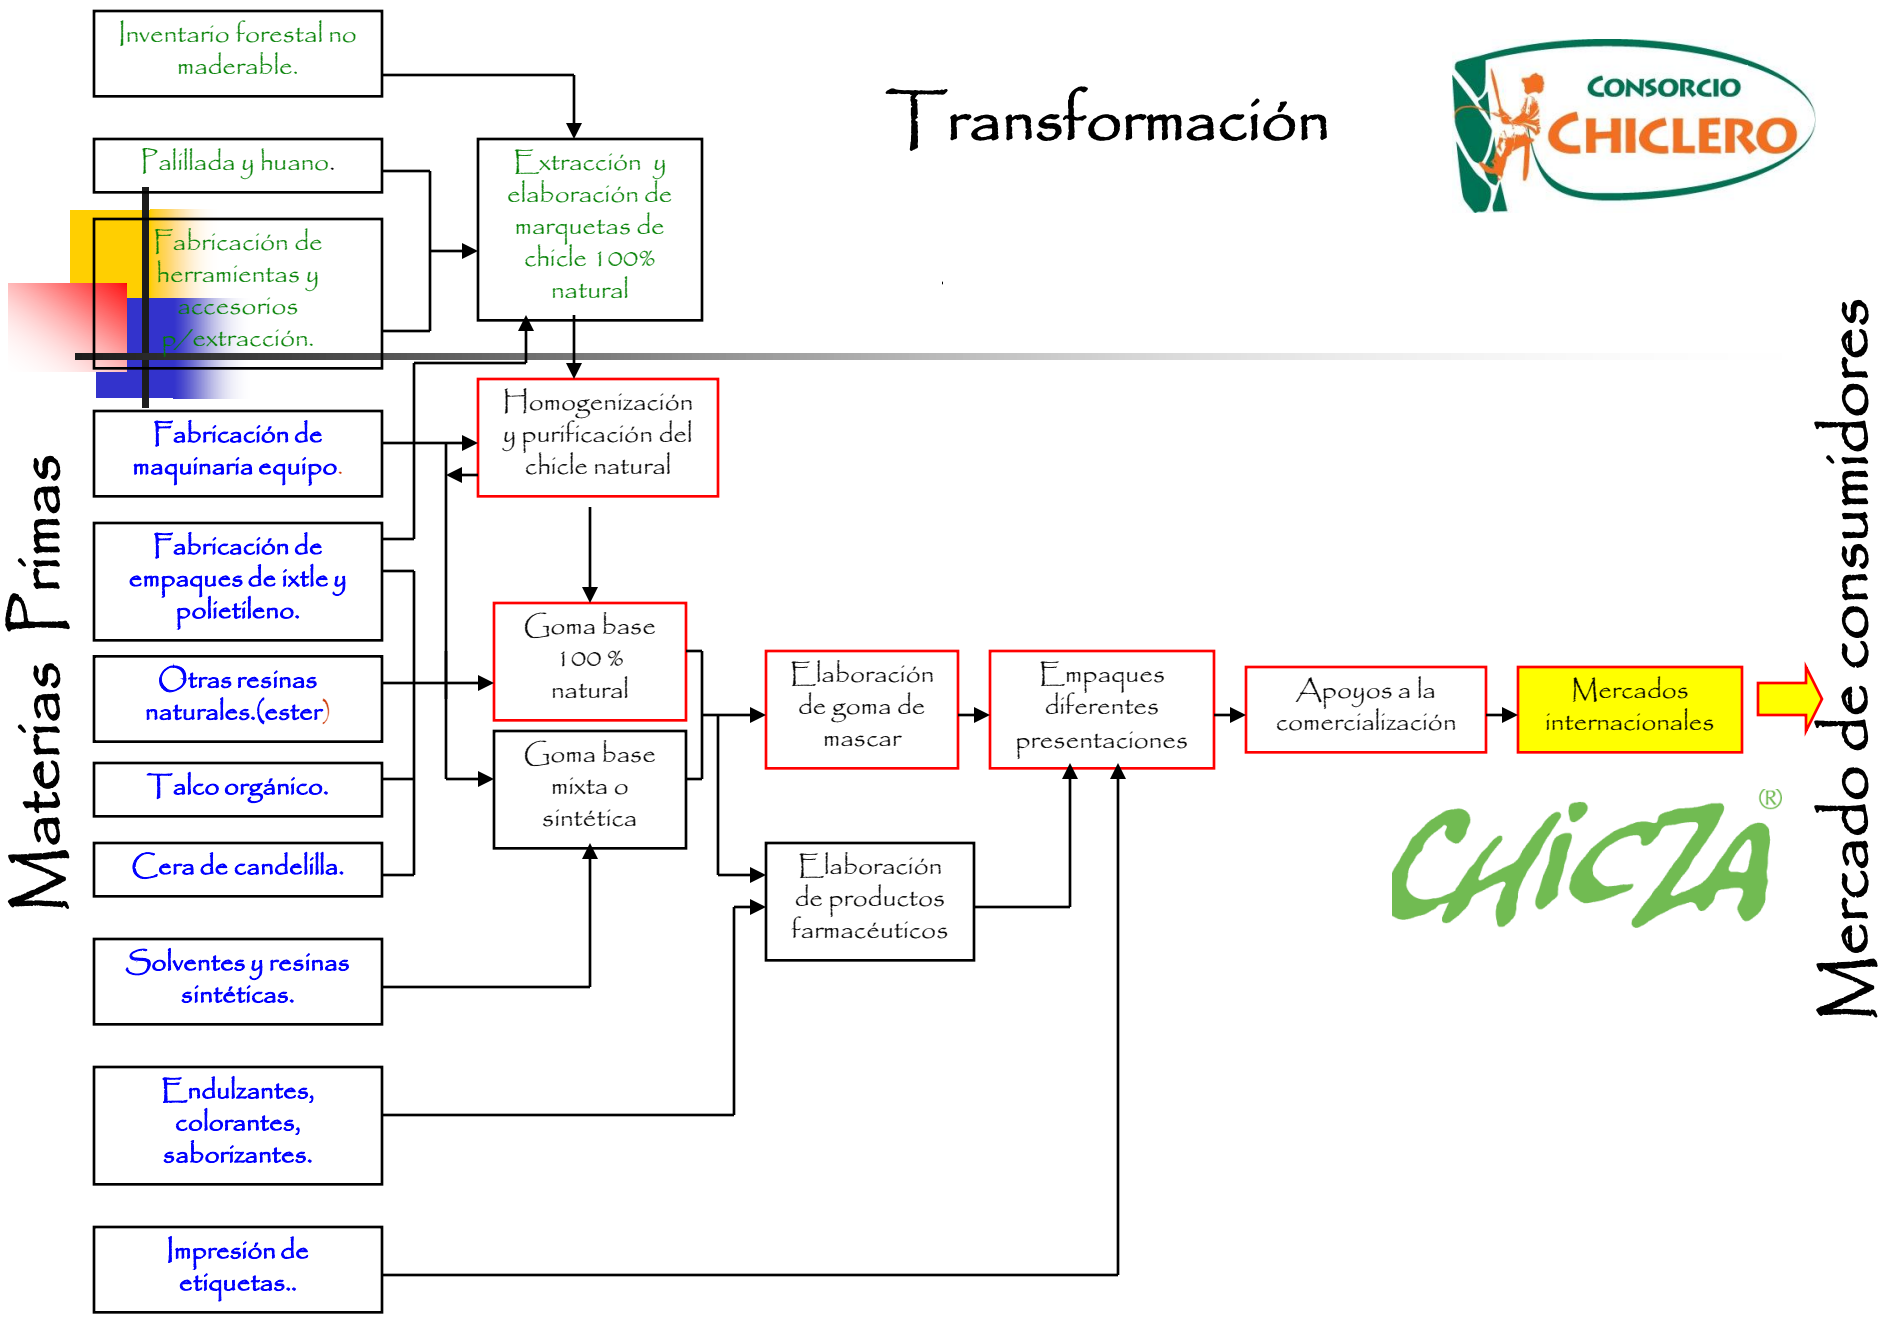 Transformación
CONSORCIO
CHICLERO
Materias Primas
Inventario forestal no
maderable.
Palillada y huano.
Fabricación de
herramientas y
accesorios
p/extracción.
Fabricación de
maquinaria equipo.
Fabricación de
empaques de ixtle y
polietileno.
Otras resinas
naturales.(ester)
Talco orgánico.
Cera de candelilla.
Solventes y resinas
sintéticas.
Endulzantes,
colorantes,
saborizantes.
Impresión de
etiquetas..
Extracción y
elaboración de
marquetas de
chicle 100%
natural
Homogenización
y purificación del
chicle natural
Goma base
100 %
natural
Goma base
mixta o
sintética
Elaboración
de goma de
mascar
Elaboración
de productos
farmacéuticos
Empaques
diferentes
presentaciones
Apoyos a la
comercialización
Mercados
internacionales
CHICZA ®
Mercado de consumidores